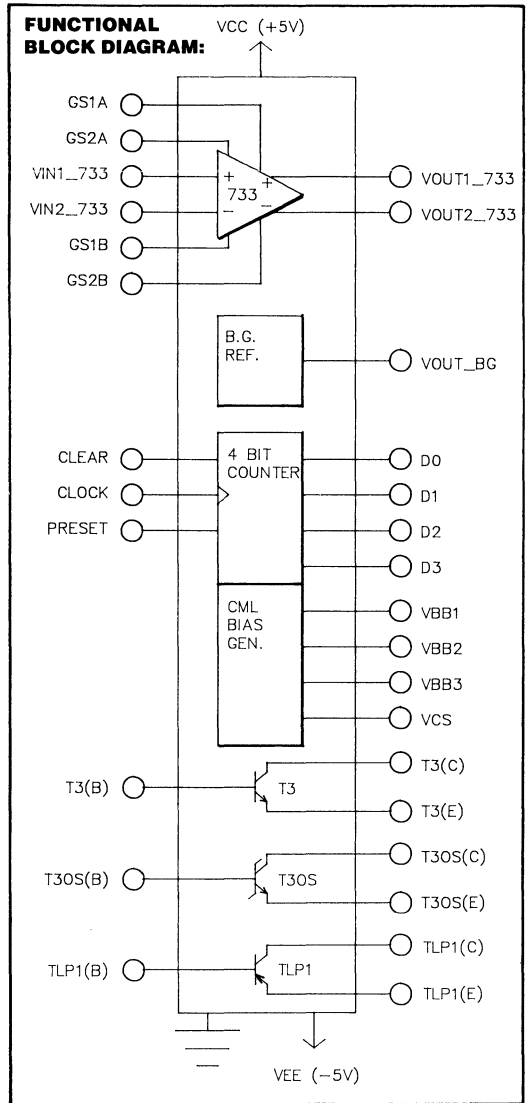 FUNCTIONAL
BLOCK DIAGRAM:
VCC (+5V)
GS1A
GS2A
VIN1_733
VIN2_733
GS1B
GS2B
+
733
+
−
−
VOUT1_733
VOUT2_733
B.G.
REF.
VOUT_BG
CLEAR
CLOCK
PRESET
4 BIT
COUNTER
D0
D1
D2
D3
CML
BIAS
GEN.
VBB1
VBB2
VBB3
VCS
T3(B)
T3
T3(C)
T3(E)
T3OS(B)
T3OS
T3OS(C)
T3OS(E)
TLP1(B)
TLP1
TLP1(C)
TLP1(E)
VEE (−5V)